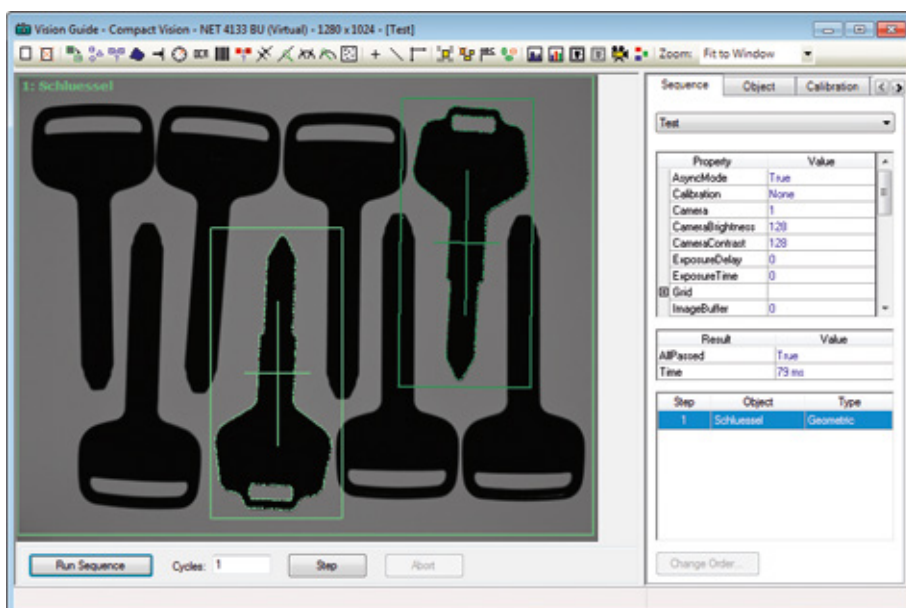 Vision Guide - Compact Vision - NET 4133 BU (Virtual) - 1280 x 1024 - [Test]
Zoom: Fit to Window
1: Schluessel
Sequence Object Calibration
Test
Property Value
AsyncMode True
Calibration None
Camera 1
CameraBrightness 128
CameraContrast 128
ExposureDelay 0
ExposureTime 0
Grid
ImageBuffer 0
Result Value
AllPassed True
Time 79 ms
Step Object Type
1 Schluessel Geometric
Run Sequence Cycles: 1 Step Abort
Change Order...